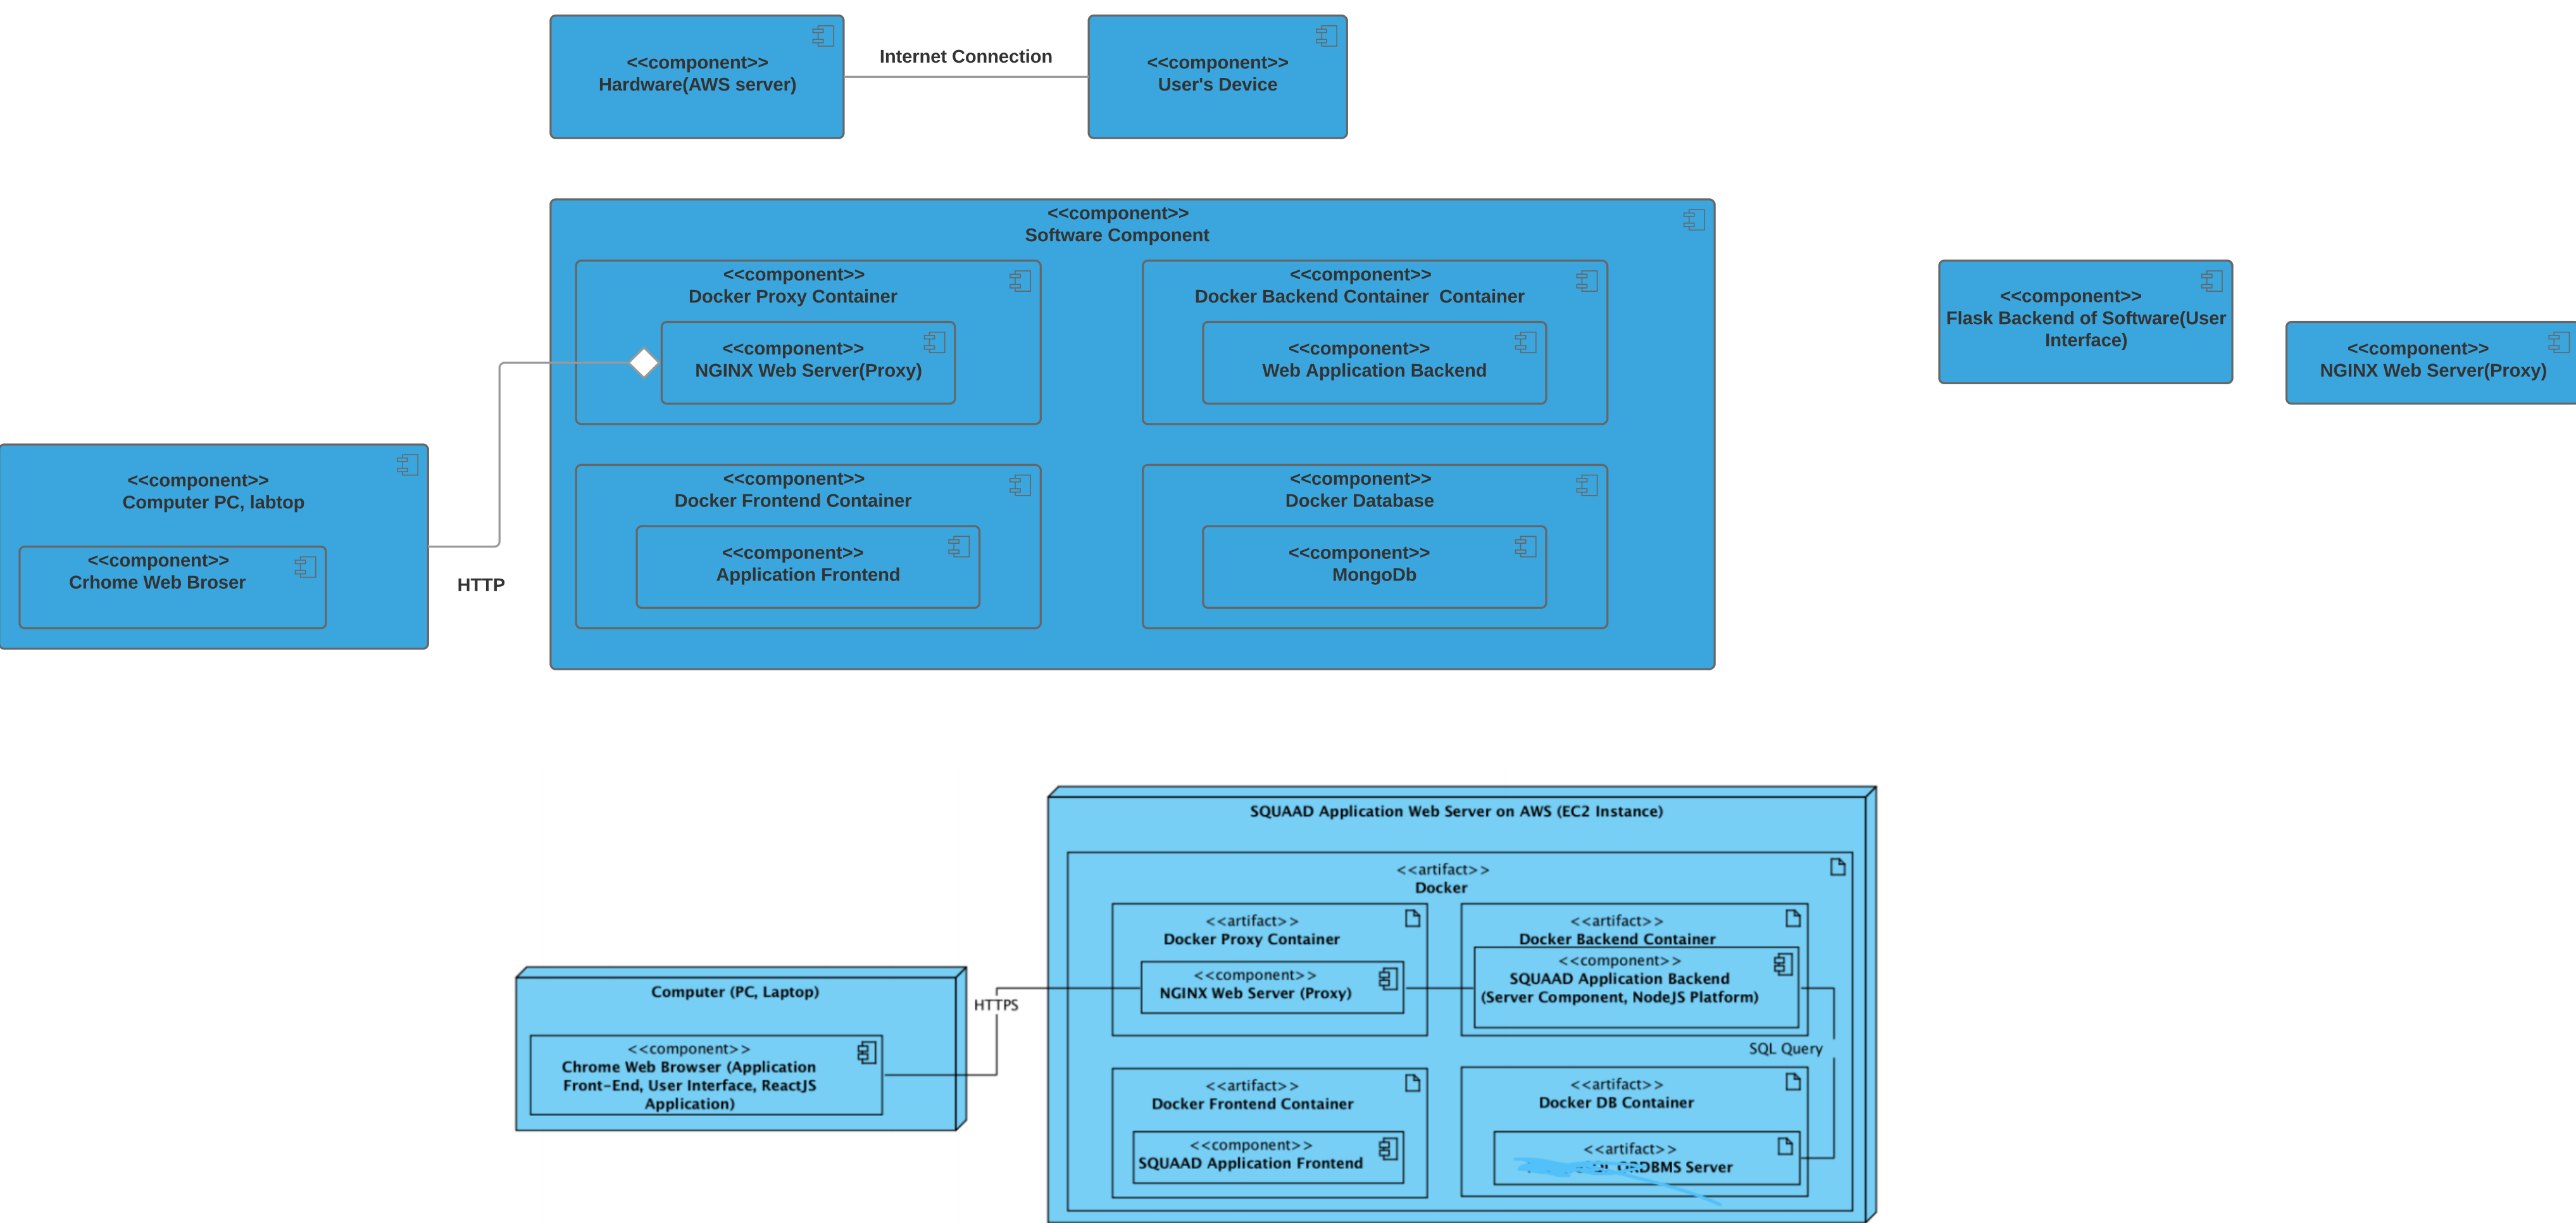 <<component>>
Hardware(AWS server)
Internet Connection
<<component>>
User's Device
<<component>>
Software Component
<<component>>
Docker Proxy Container
<<component>>
NGINX Web Server(Proxy)
<<component>>
Docker Backend Container  Container
<<component>>
Web Application Backend
<<component>>
Flask Backend of Software(User
Interface)
<<component>>
NGINX Web Server(Proxy)
<<component>>
Computer PC, labtop
<<component>>
Crhome Web Broser
HTTP
<<component>>
Docker Frontend Container
<<component>>
Application Frontend
<<component>>
Docker Database
<<component>>
MongoDb
SQUAAD Application Web Server on AWS (EC2 Instance)
<<artifact>>
Docker
<<artifact>>
Docker Proxy Container
<<component>>
NGINX Web Server (Proxy)
<<artifact>>
Docker Backend Container
<<component>>
SQUAAD Application Backend
(Server Component, NodeJS Platform)
Computer (PC, Laptop)
<<component>>
Chrome Web Browser (Application
Front-End, User Interface, ReactJS
Application)
HTTPS
SQL Query
<<artifact>>
Docker Frontend Container
<<component>>
SQUAAD Application Frontend
<<artifact>>
Docker DB Container
<<artifact>>
Server